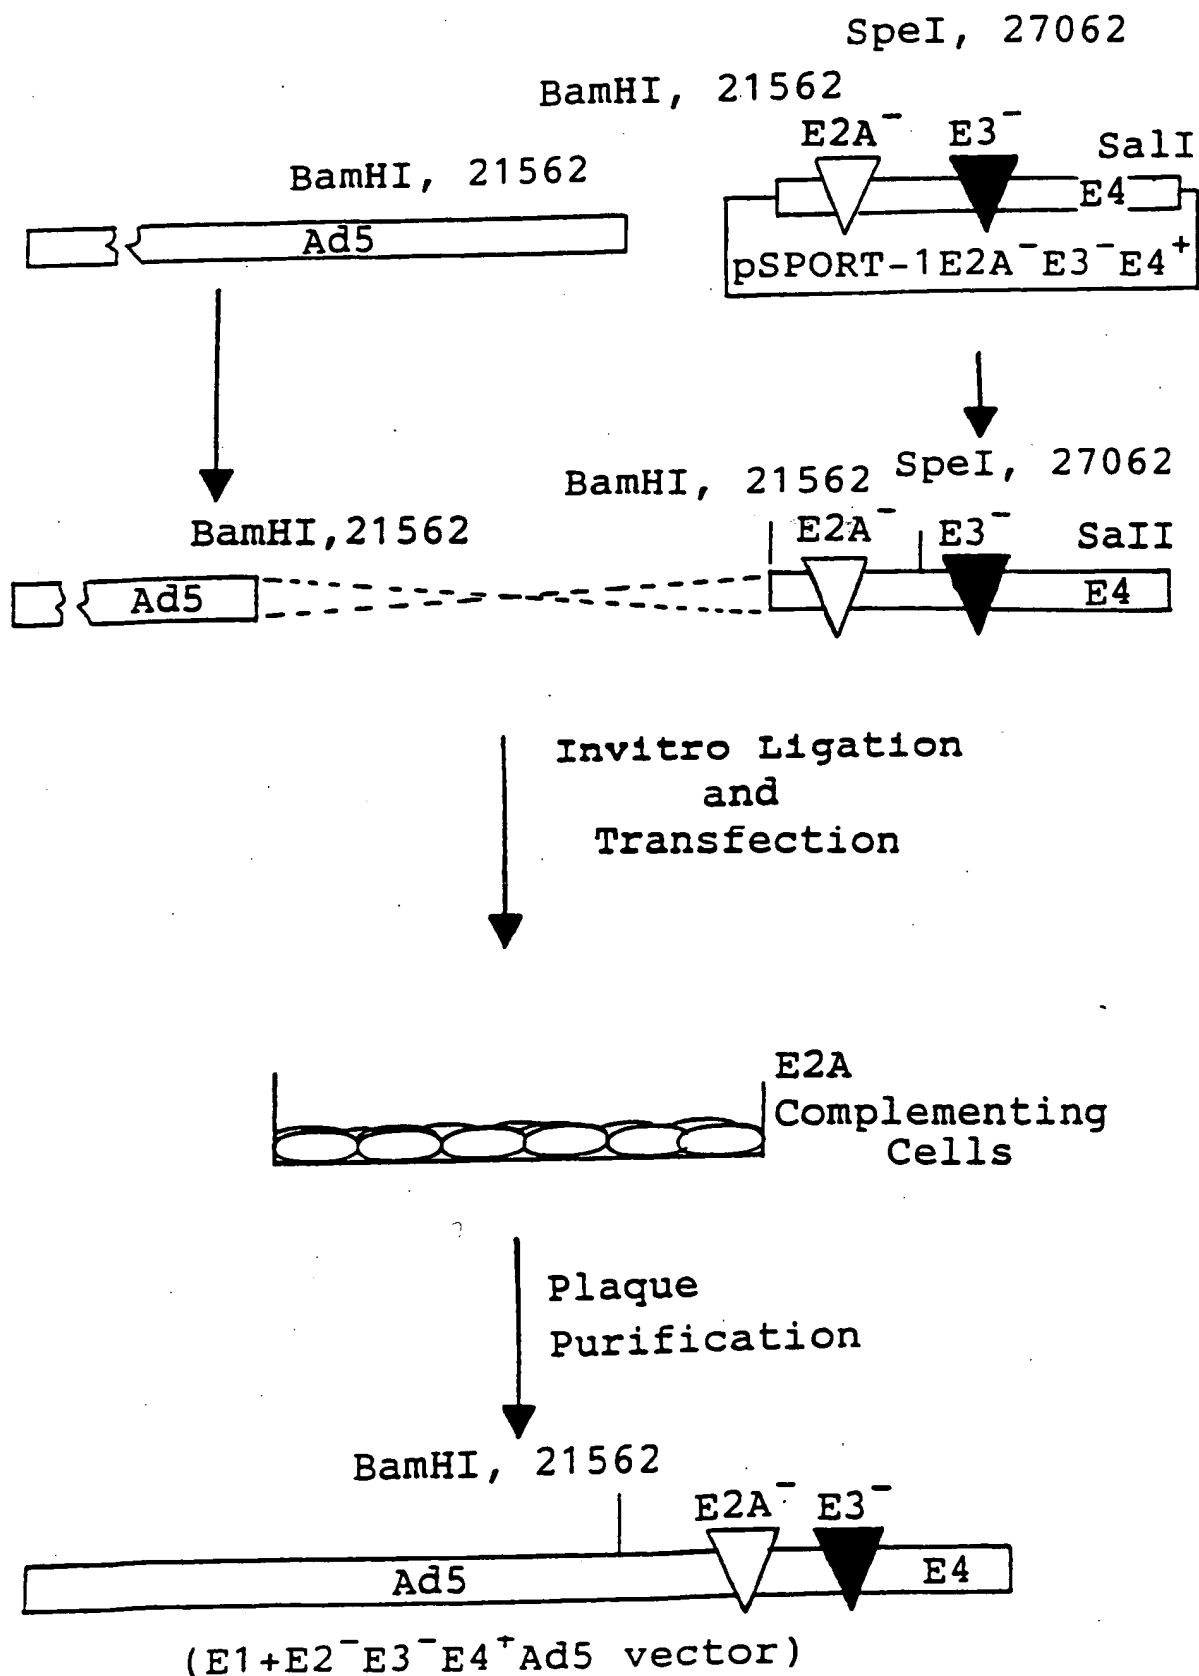 SpeI, 27062
BamHI, 21562
E2A⁻ E3⁻
SalI
BamHI, 21562
E4
Ad5
pSPORT-1E2A⁻E3⁻E4⁺
SpeI, 27062
BamHI, 21562
BamHI,21562
E2A⁻ E3⁻
SaII
Ad5
E4
Invitro Ligation
and
Transfection
E2A
Complementing
Cells
Plaque
Purification
BamHI, 21562
E2A⁻ E3⁻
Ad5
E4
(E1+E2⁻E3⁻E4⁺Ad5 vector)